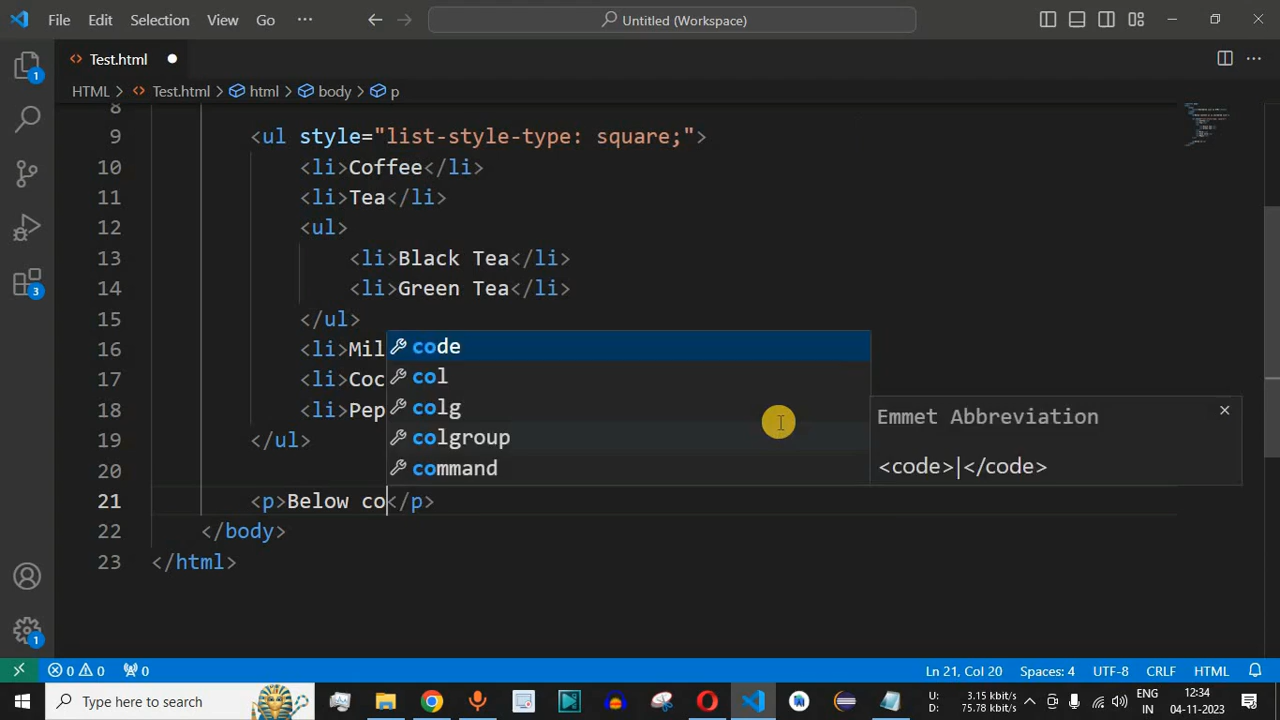 File Edit Selection View Go ··· Untitled (Workspace)
Test.html
HTML > Test.html > html > body > p
8
9 <ul style="list-style-type: square;">
10 <li>Coffee</li>
11 <li>Tea</li>
12 <ul>
13 <li>Black Tea</li>
14 <li>Green Tea</li>
15 </ul>
16 <li>Mil
17 <li>Coc
18 <li>Pep
19 </ul>
20
21 <p>Below co</p>
22 </body>
23 </html>
code
col
colg
colgroup
command
Emmet Abbreviation
<code>|</code>
1
3
1
0 0 0 Ln 21, Col 20 Spaces: 4 UTF-8 CRLF HTML
Type here to search
U: 3.15 kbit/s
D: 75.78 kbit/s
ENG
IN
12:34
04-11-2023